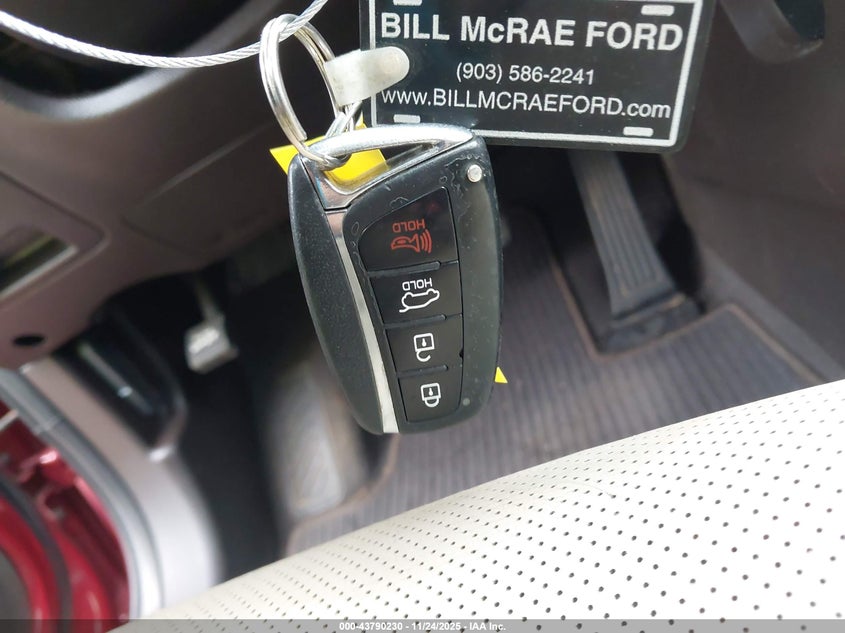 BILL McRAE FORD
(903) 586-2241
www.BILLMCRAEFORD.com
HOLD
HOLD
000-43790230 - 11/24/2025 - IAA Inc.